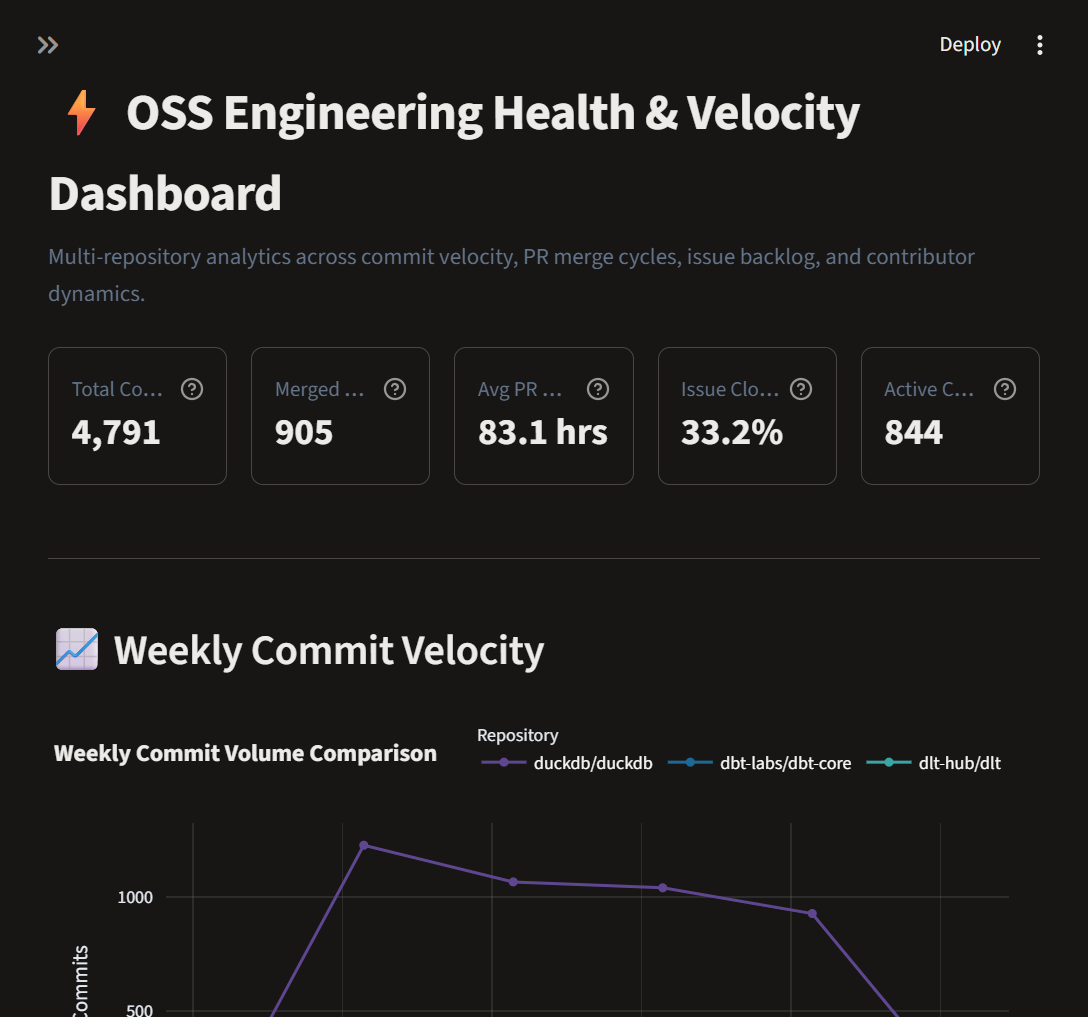 Deploy
OSS Engineering Health & Velocity
Dashboard
Multi-repository analytics across commit velocity, PR merge cycles, issue backlog, and contributor
dynamics.
Total Co...
4,791
Merged ...
905
Avg PR ...
83.1 hrs
Issue Clo...
33.2%
Active C...
844
Weekly Commit Velocity
Weekly Commit Volume Comparison
Repository
duckdb/duckdb
dbt-labs/dbt-core
dlt-hub/dlt
1000
500
Commits